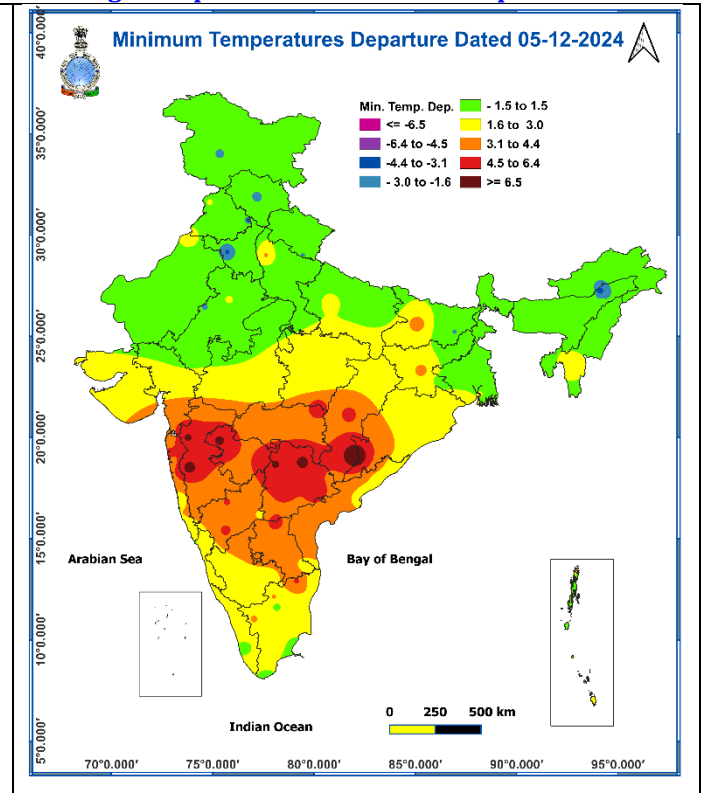 Minimum Temperatures Departure Dated 05-12-2024
Min. Temp. Dep.
<= -6.5
-6.4 to -4.5
-4.4 to -3.1
- 3.0 to -1.6
- 1.5 to 1.5
1.6 to 3.0
3.1 to 4.4
4.5 to 6.4
>= 6.5
40°0.000'
35°0.000'
30°0.000'
25°0.000'
20°0.000'
15°0.000'
10°0.000'
5°0.000'
Arabian Sea
Bay of Bengal
Indian Ocean
0 250 500 km
70°0.000' 75°0.000' 80°0.000' 85°0.000' 90°0.000' 95°0.000'